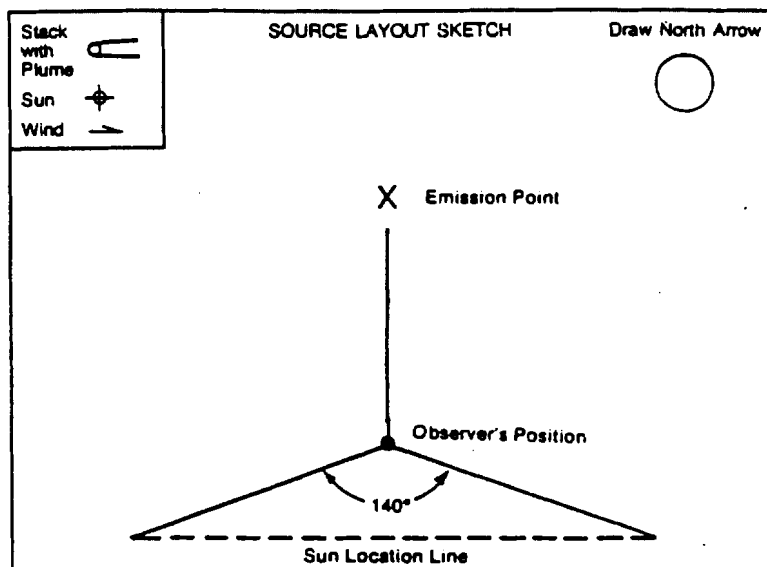 Stack
with
Plume
Sun
Wind
SOURCE LAYOUT SKETCH
Draw North Arrow
X Emission Point
Observer's Position
140°
Sun Location Line